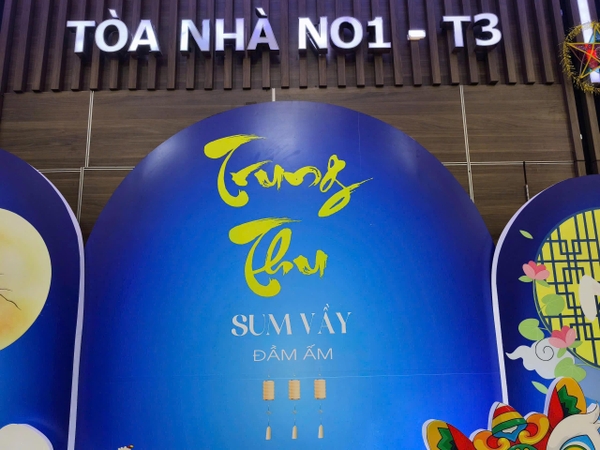 TÒA NHÀ NO1 - T3
Trung
Thu
SUM VẦY
ĐẦM ẤM